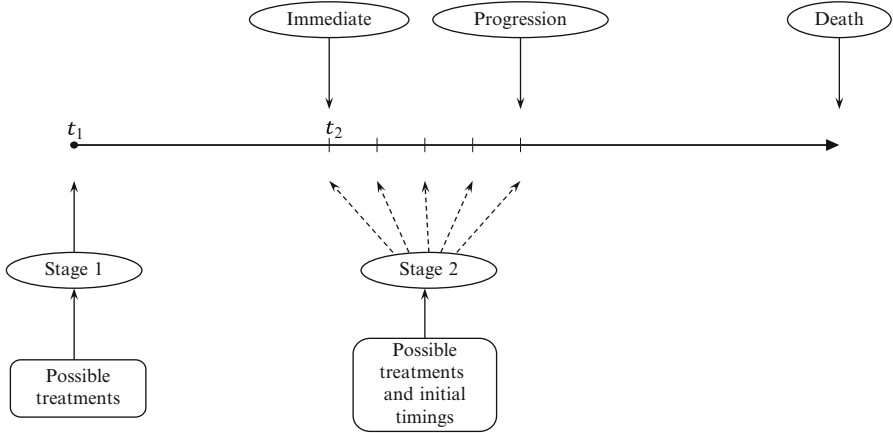 Immediate
Progression
Death
t₁
t₂
Stage 1
Stage 2
Possible
treatments
Possible
treatments
and initial
timings